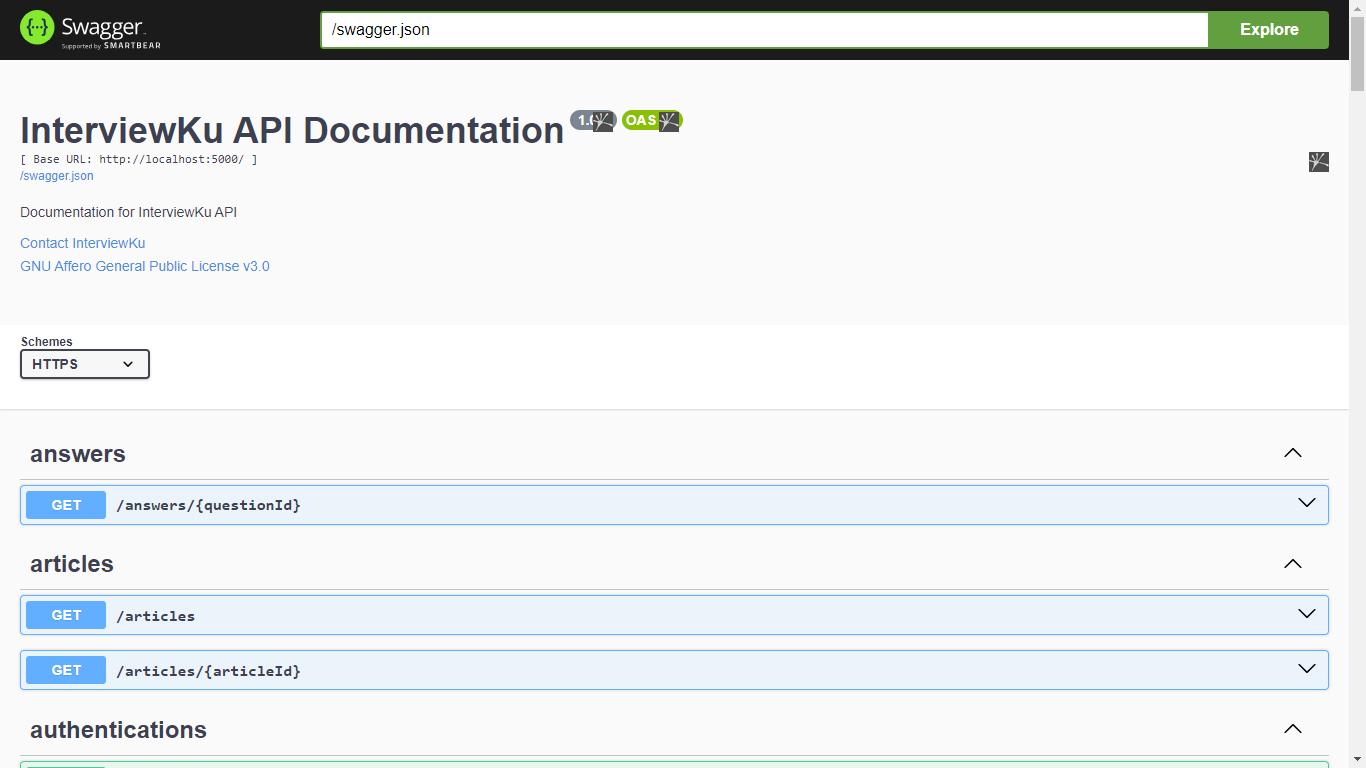 Swagger
Supported by SMARTBEAR
/swagger.json
Explore
InterviewKu API Documentation
OAS
[ Base URL: http://localhost:5000/ ]
/swagger.json
Documentation for InterviewKu API
Contact InterviewKu
GNU Affero General Public License v3.0
Schemes
HTTPS
answers
GET /answers/{questionId}
articles
GET /articles
GET /articles/{articleId}
authentications